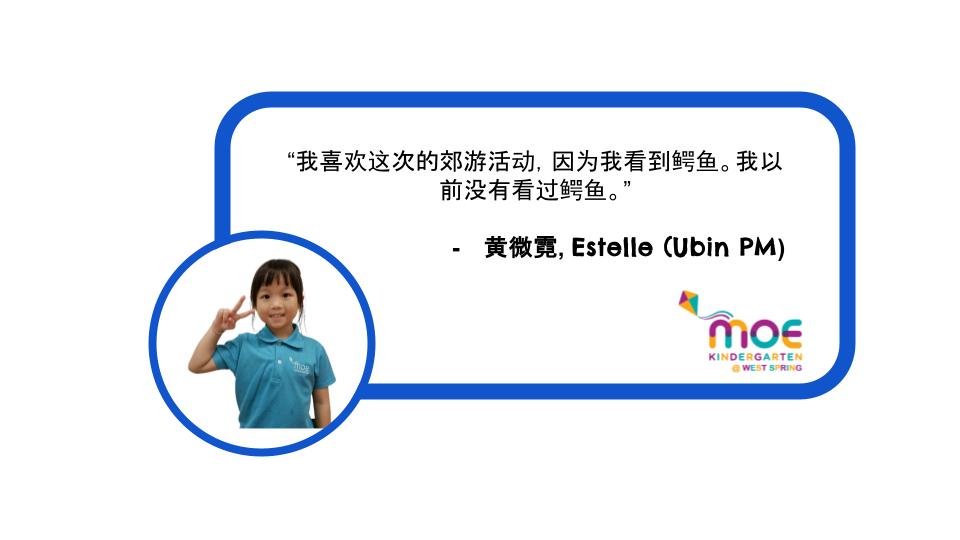 “我喜欢这次的郊游活动, 因为我看到鳄鱼。我以
前没有看过鳄鱼。”
- 黄微霓, Estelle (Ubin PM)
moe
KINDERGARTEN
@ WEST SPRING
moe